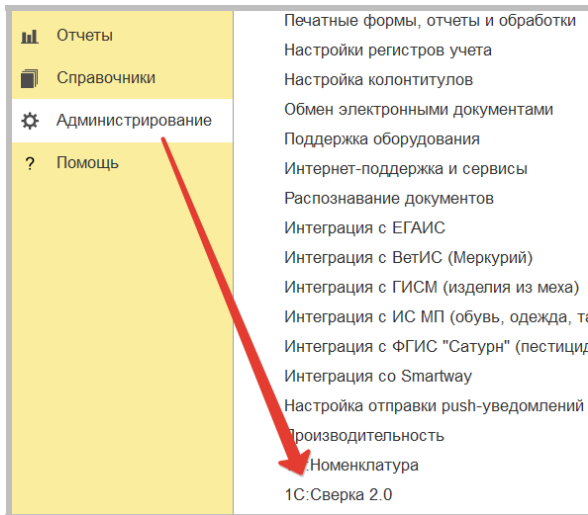 Отчеты
Справочники
Администрирование
? Помощь
Печатные формы, отчеты и обработки
Настройки регистров учета
Настройка колонтитулов
Обмен электронными документами
Поддержка оборудования
Интернет-поддержка и сервисы
Распознавание документов
Интеграция с ЕГАИС
Интеграция с ВетИС (Меркурий)
Интеграция с ГИСМ (изделия из меха)
Интеграция с ИС МП (обувь, одежда,
Интеграция с ФГИС "Сатурн"
Интеграция со Smartway
Настройка отправки push-уведомлений
Производительность
:Номенклатура
1С:Сверка 2.0